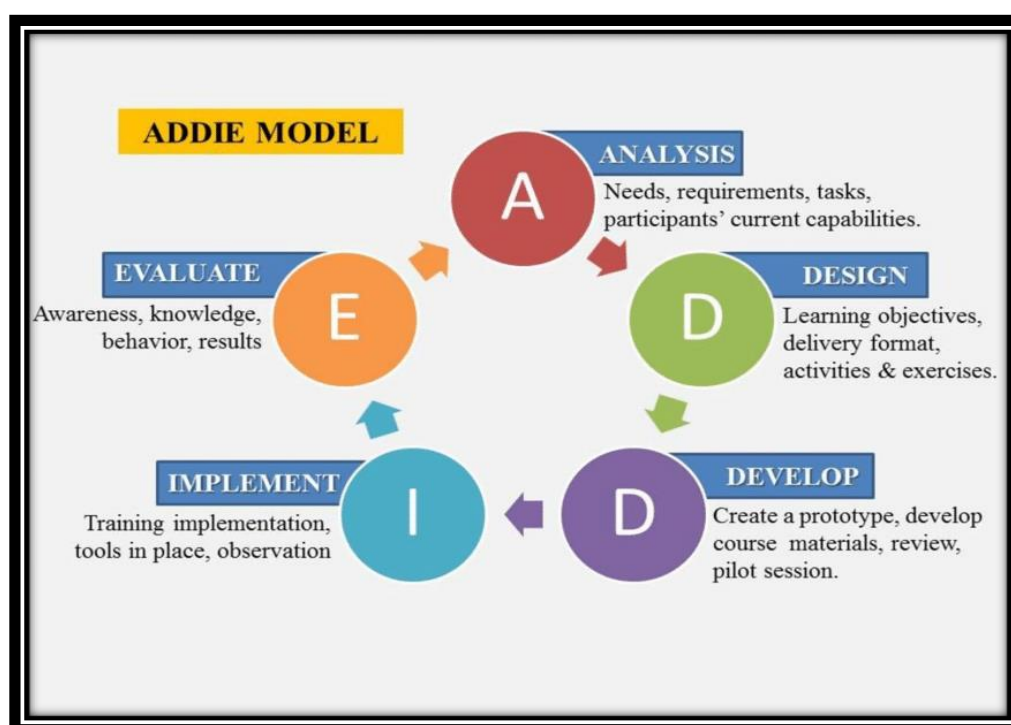 ADDIE MODEL
A
ANALYSIS
Needs, requirements, tasks,
participants’ current capabilities.
D
DESIGN
Learning objectives,
delivery format,
activities & exercises.
D
DEVELOP
Create a prototype, develop
course materials, review,
pilot session.
I
IMPLEMENT
Training implementation,
tools in place, observation
E
EVALUATE
Awareness, knowledge,
behavior, results